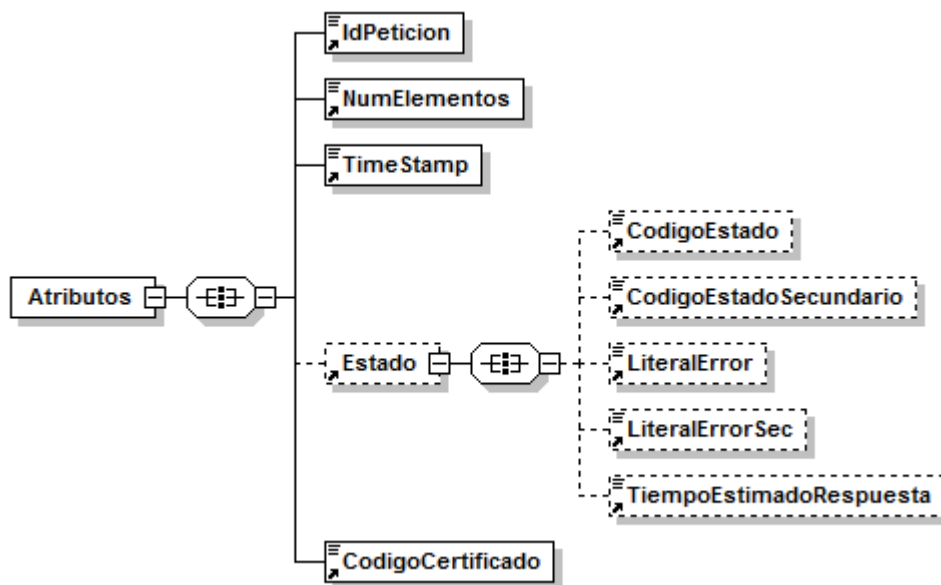 IdPeticion
NumElementos
TimeStamp
CodigoEstado
CodigoEstadoSecundario
Atributos
Estado
LiteralError
LiteralErrorSec
TiempoEstimadoRespuesta
CodigoCertificado